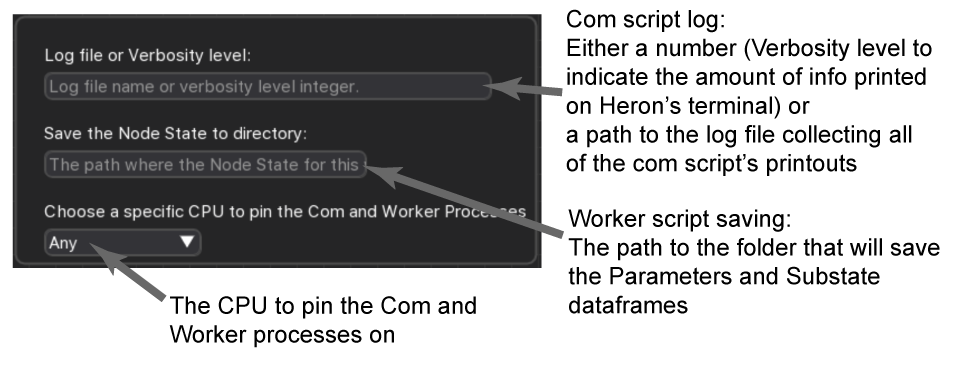 Log file or Verbosity level:
Log file name or verbosity level integer.
Save the Node State to directory:
The path where the Node State for this
Choose a specific CPU to pin the Com and Worker Processes
Any
Com script log:
Either a number (Verbosity level to
indicate the amount of info printed
on Heron's terminal) or
a path to the log file collecting all
of the com script's printouts
Worker script saving:
The path to the folder that will save
the Parameters and Substate
dataframes
The CPU to pin the Com and
Worker processes on